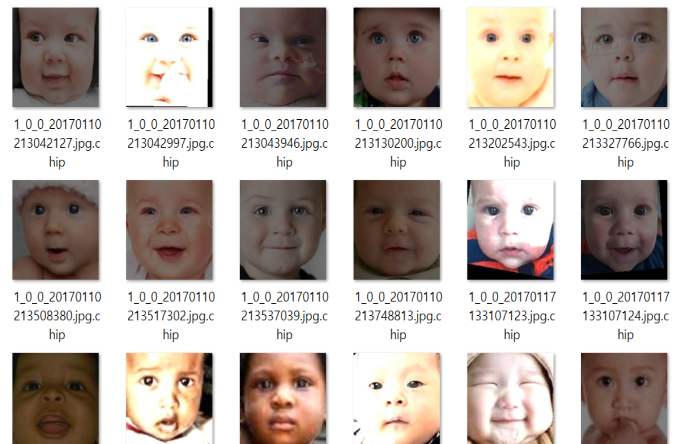 1_0_0_20170110
213042127.jpg.c
hip
1_0_0_20170110
213042997.jpg.c
hip
1_0_0_20170110
213043946.jpg.c
hip
1_0_0_20170110
213130200.jpg.c
hip
1_0_0_20170110
213202543.jpg.c
hip
1_0_0_20170110
213327766.jpg.c
hip
1_0_0_20170110
213508380.jpg.c
hip
1_0_0_20170110
213517302.jpg.c
hip
1_0_0_20170110
213537039.jpg.c
hip
1_0_0_20170110
213748813.jpg.c
hip
1_0_0_20170117
133107123.jpg.c
hip
1_0_0_20170117
133107124.jpg.c
hip